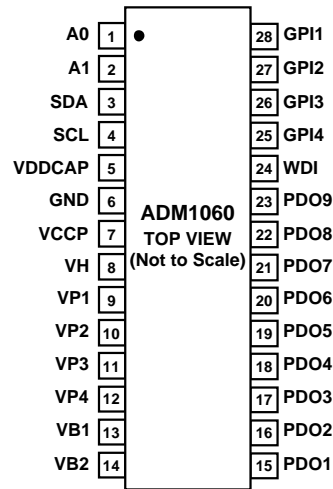 A0 1 28 GPI1
A1 2 27 GPI2
SDA 3 26 GPI3
SCL 4 25 GPI4
VDDCAP 5 24 WDI
GND 6 23 PDO9
ADM1060
VCCP 7 22 PDO8
TOP VIEW
(Not to Scale)
VH 8 21 PDO7
VP1 9 20 PDO6
VP2 10 19 PDO5
VP3 11 18 PDO4
VP4 12 17 PDO3
VB1 13 16 PDO2
VB2 14 15 PDO1